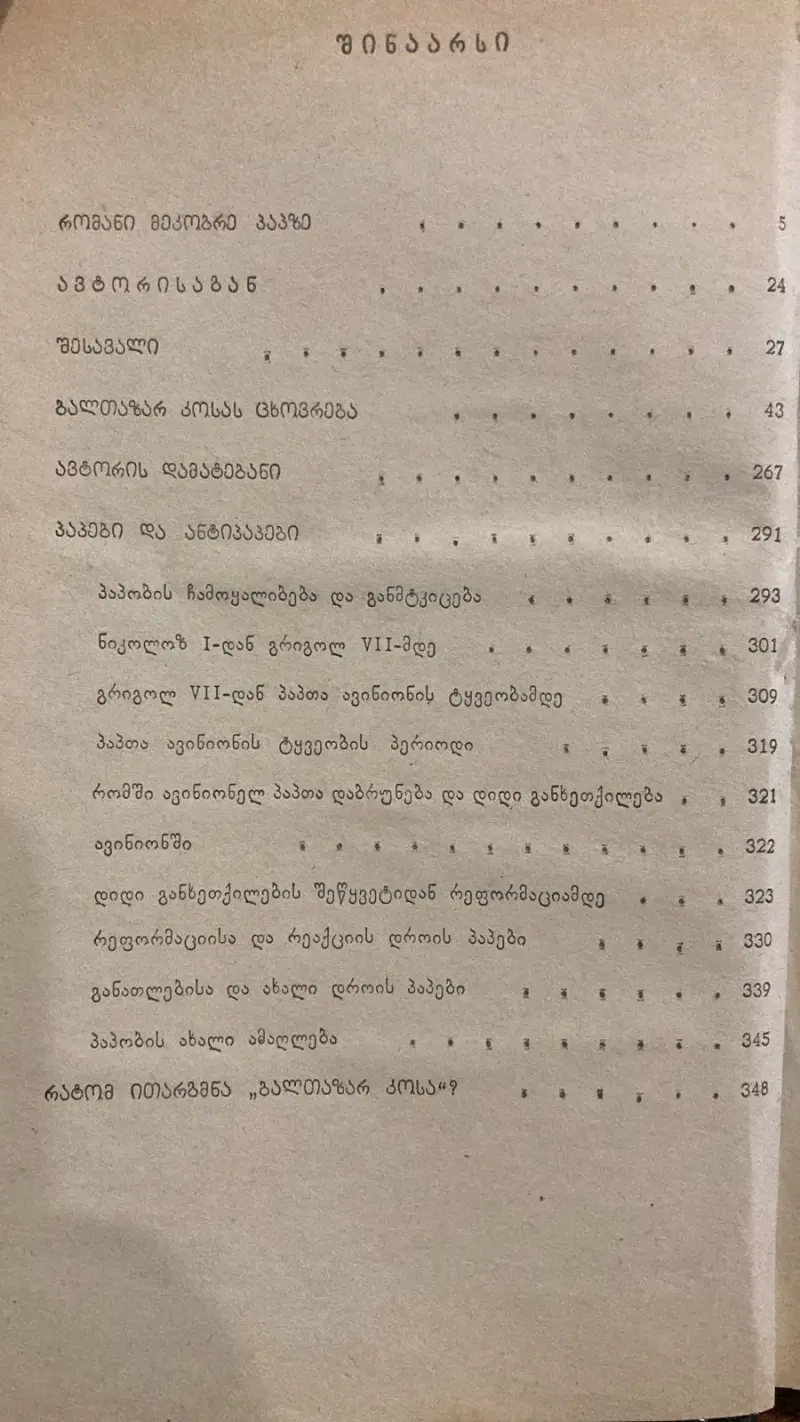 შინაარსი
რომანი მეკობრე პაპზე . . . . . . . . . 5
ავტორისაგან . . . . . . . . . . 24
შესავალი . . . . . . . . . . . . . 27
ბალთაზარ კოსას ცხოვრება . . . . . . . . 43
ავტორის დამატებანი . . . . . . . . . . 267
პაპები და ანტიპაპები . . . . . . . . . . 291
პაპობის ჩამოყალიბება და განმტკიცება . . . . . . 293
ნიკოლოზ I-დან გრიგოლ VII-მდე . . . . . . . 301
გრიგოლ VII-დან პაპთა ავინიონის ტყვეობამდე . . . . 309
პაპთა ავინიონის ტყვეობის პერიოდი . . . . . 319
რომში ავინიონელ პაპთა დაბრუნება და დიდი განხეთქილება . . 321
ავინიონში . . . . . . . . . . . . 322
დიდი განხეთქილების შეწყვეტიდან რეფორმაციამდე . . . 323
რეფორმაციისა და რეაქციის დროის პაპები . . . . 330
განათლებისა და ახალი დროის პაპები . . . . . . 339
პაპობის ახალი ამაღლება . . . . . . . . . 345
რატომ ითარგმნა „ბალთაზარ კოსა“? . . . . . . 348